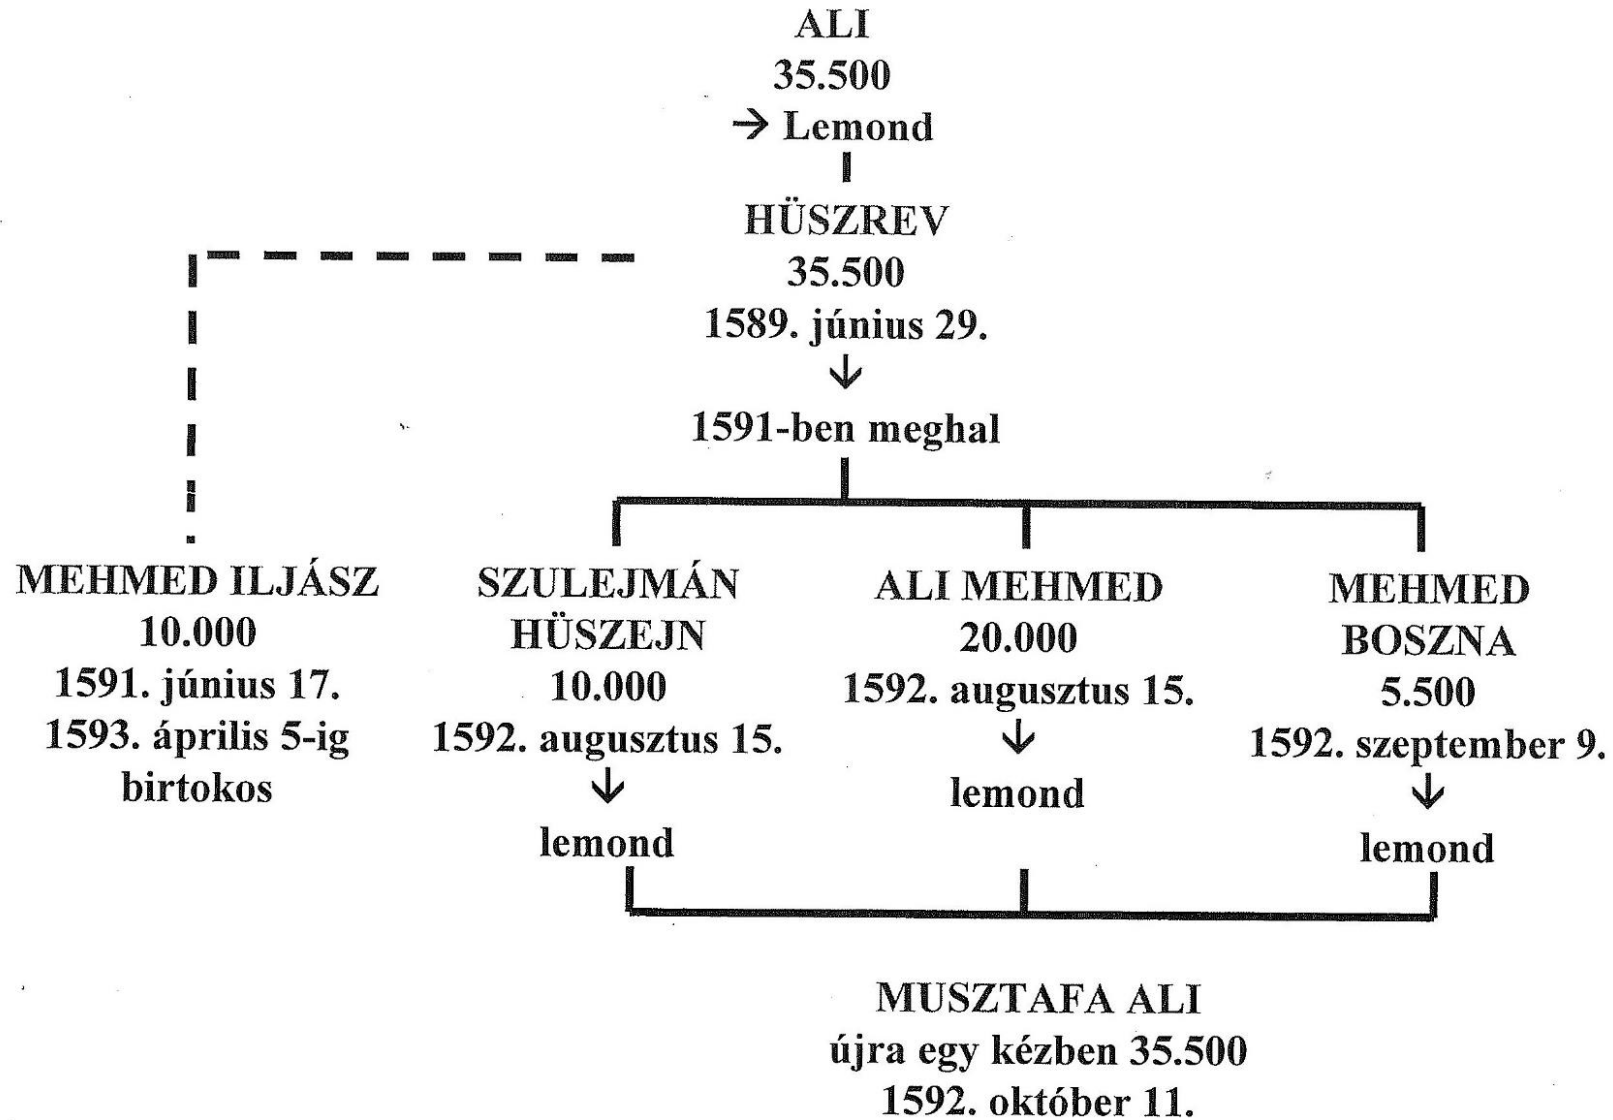 ALI
35.500
→ Lemond
HÜSZREV
35.500
1589. június 29.
↓
1591-ben meghal
MEHMED ILJÁSZ
10.000
1591. június 17.
1593. április 5-ig
birtokos
SZULEJMÁN
HÜSZEJN
10.000
1592. augusztus 15.
↓
lemond
ALI MEHMED
20.000
1592. augusztus 15.
↓
lemond
MEHMED
BOSZNA
5.500
1592. szeptember 9.
↓
lemond
MUSZTAFA ALI
újra egy kézben 35.500
1592. október 11.